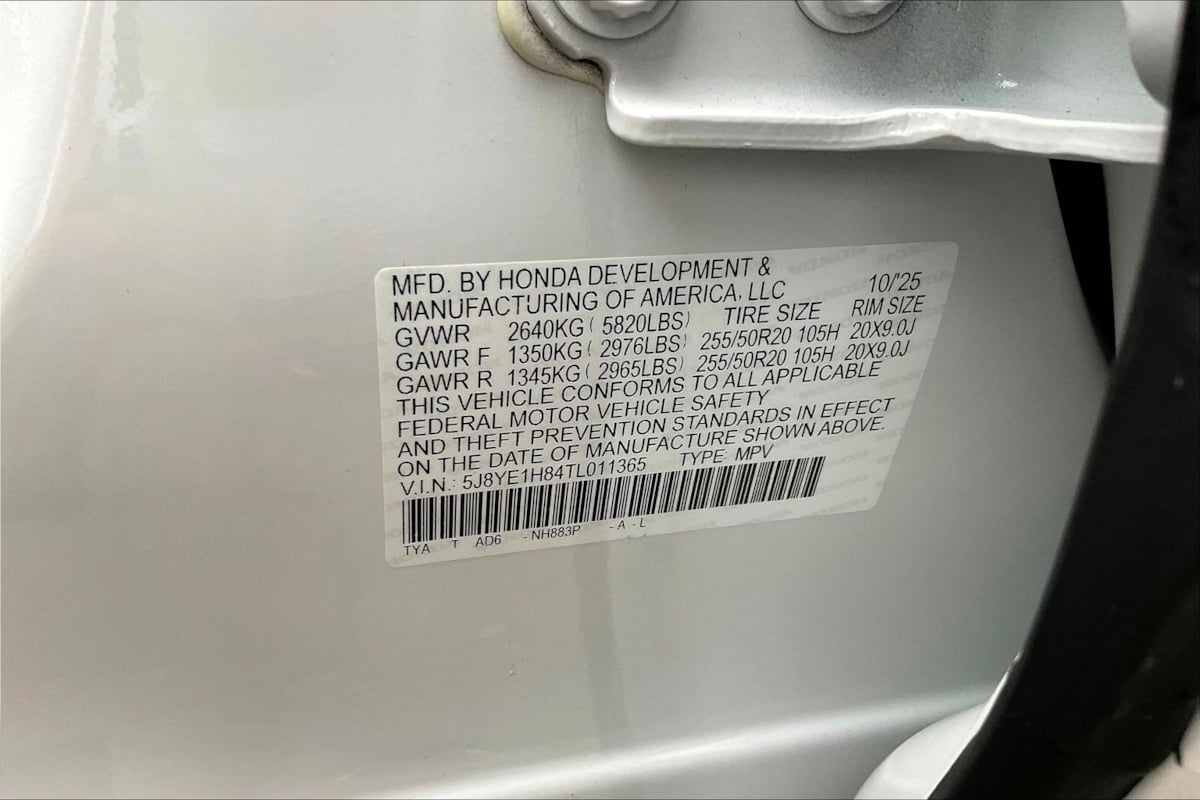 MFD. BY HONDA DEVELOPMENT &
MANUFACTURING OF AMERICA, LLC 10/'25
GVWR 2640KG ( 5820LBS) TIRE SIZE RIM SIZE
GAWR F 1350KG ( 2976LBS) 255/50R20 105H 20X9.0J
GAWR R 1345KG ( 2965LBS) 255/50R20 105H 20X9.0J
THIS VEHICLE CONFORMS TO ALL APPLICABLE
FEDERAL MOTOR VEHICLE SAFETY
AND THEFT PREVENTION STANDARDS IN EFFECT
ON THE DATE OF MANUFACTURE SHOWN ABOVE.
V.I.N.: 5J8YE1H84TL011365 TYPE: MPV
TYA T AD6 - NH883P - A - L